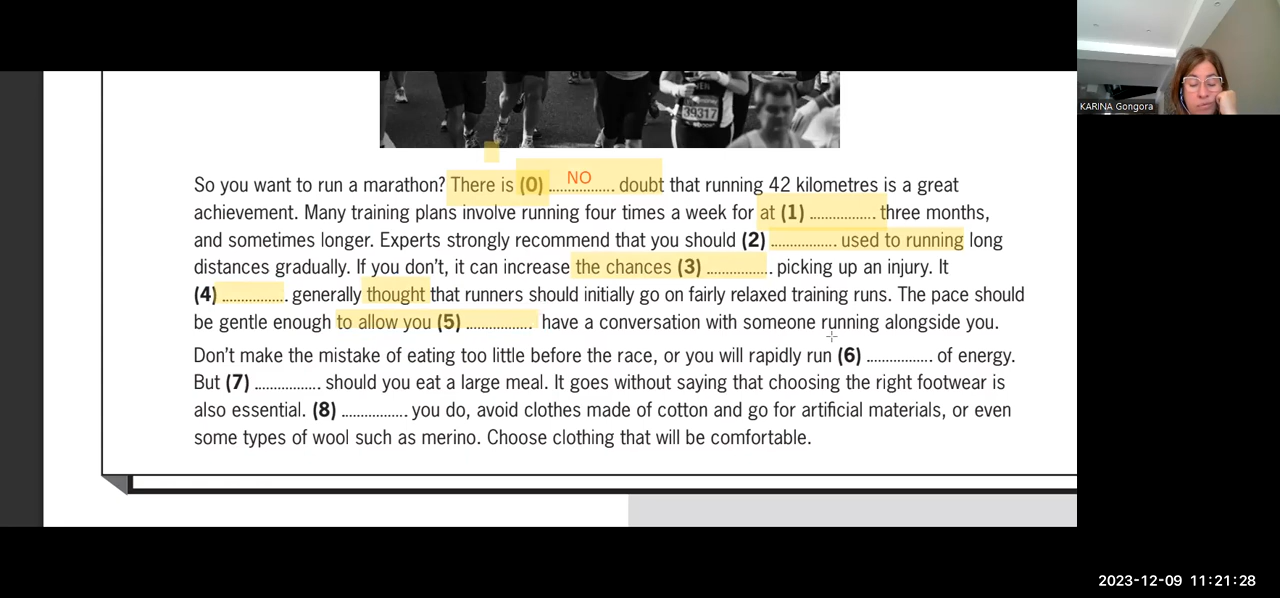 39317
KARINA Gongora
NO
So you want to run a marathon? There is (0) ................ doubt that running 42 kilometres is a great
achievement. Many training plans involve running four times a week for at (1) ................ three months,
and sometimes longer. Experts strongly recommend that you should (2) ................ used to running long
distances gradually. If you don't, it can increase the chances (3) ................ picking up an injury. It
(4) ................ generally thought that runners should initially go on fairly relaxed training runs. The pace should
be gentle enough to allow you (5) ................ have a conversation with someone running alongside you.
Don't make the mistake of eating too little before the race, or you will rapidly run (6) ................ of energy.
But (7) ................ should you eat a large meal. It goes without saying that choosing the right footwear is
also essential. (8) ................ you do, avoid clothes made of cotton and go for artificial materials, or even
some types of wool such as merino. Choose clothing that will be comfortable.
2023-12-09 11:21:28